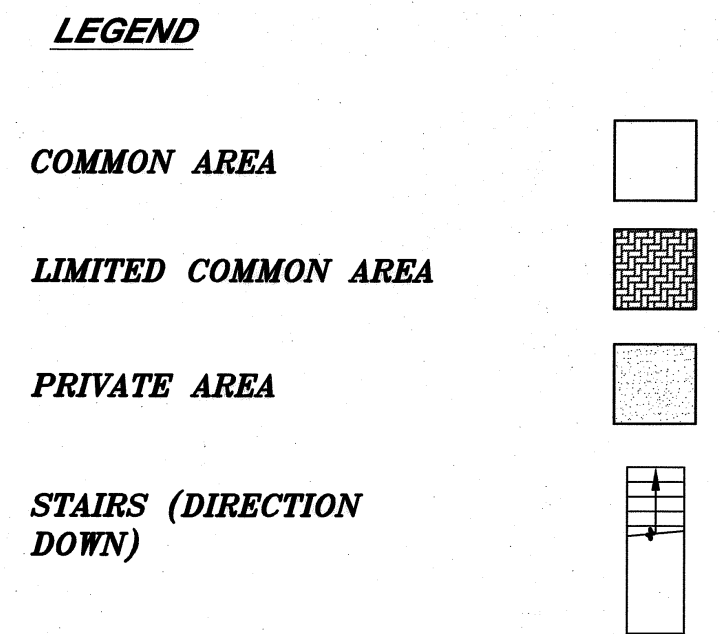 LEGEND
COMMON AREA
LIMITED COMMON AREA
PRIVATE AREA
STAIRS (DIRECTION
DOWN)